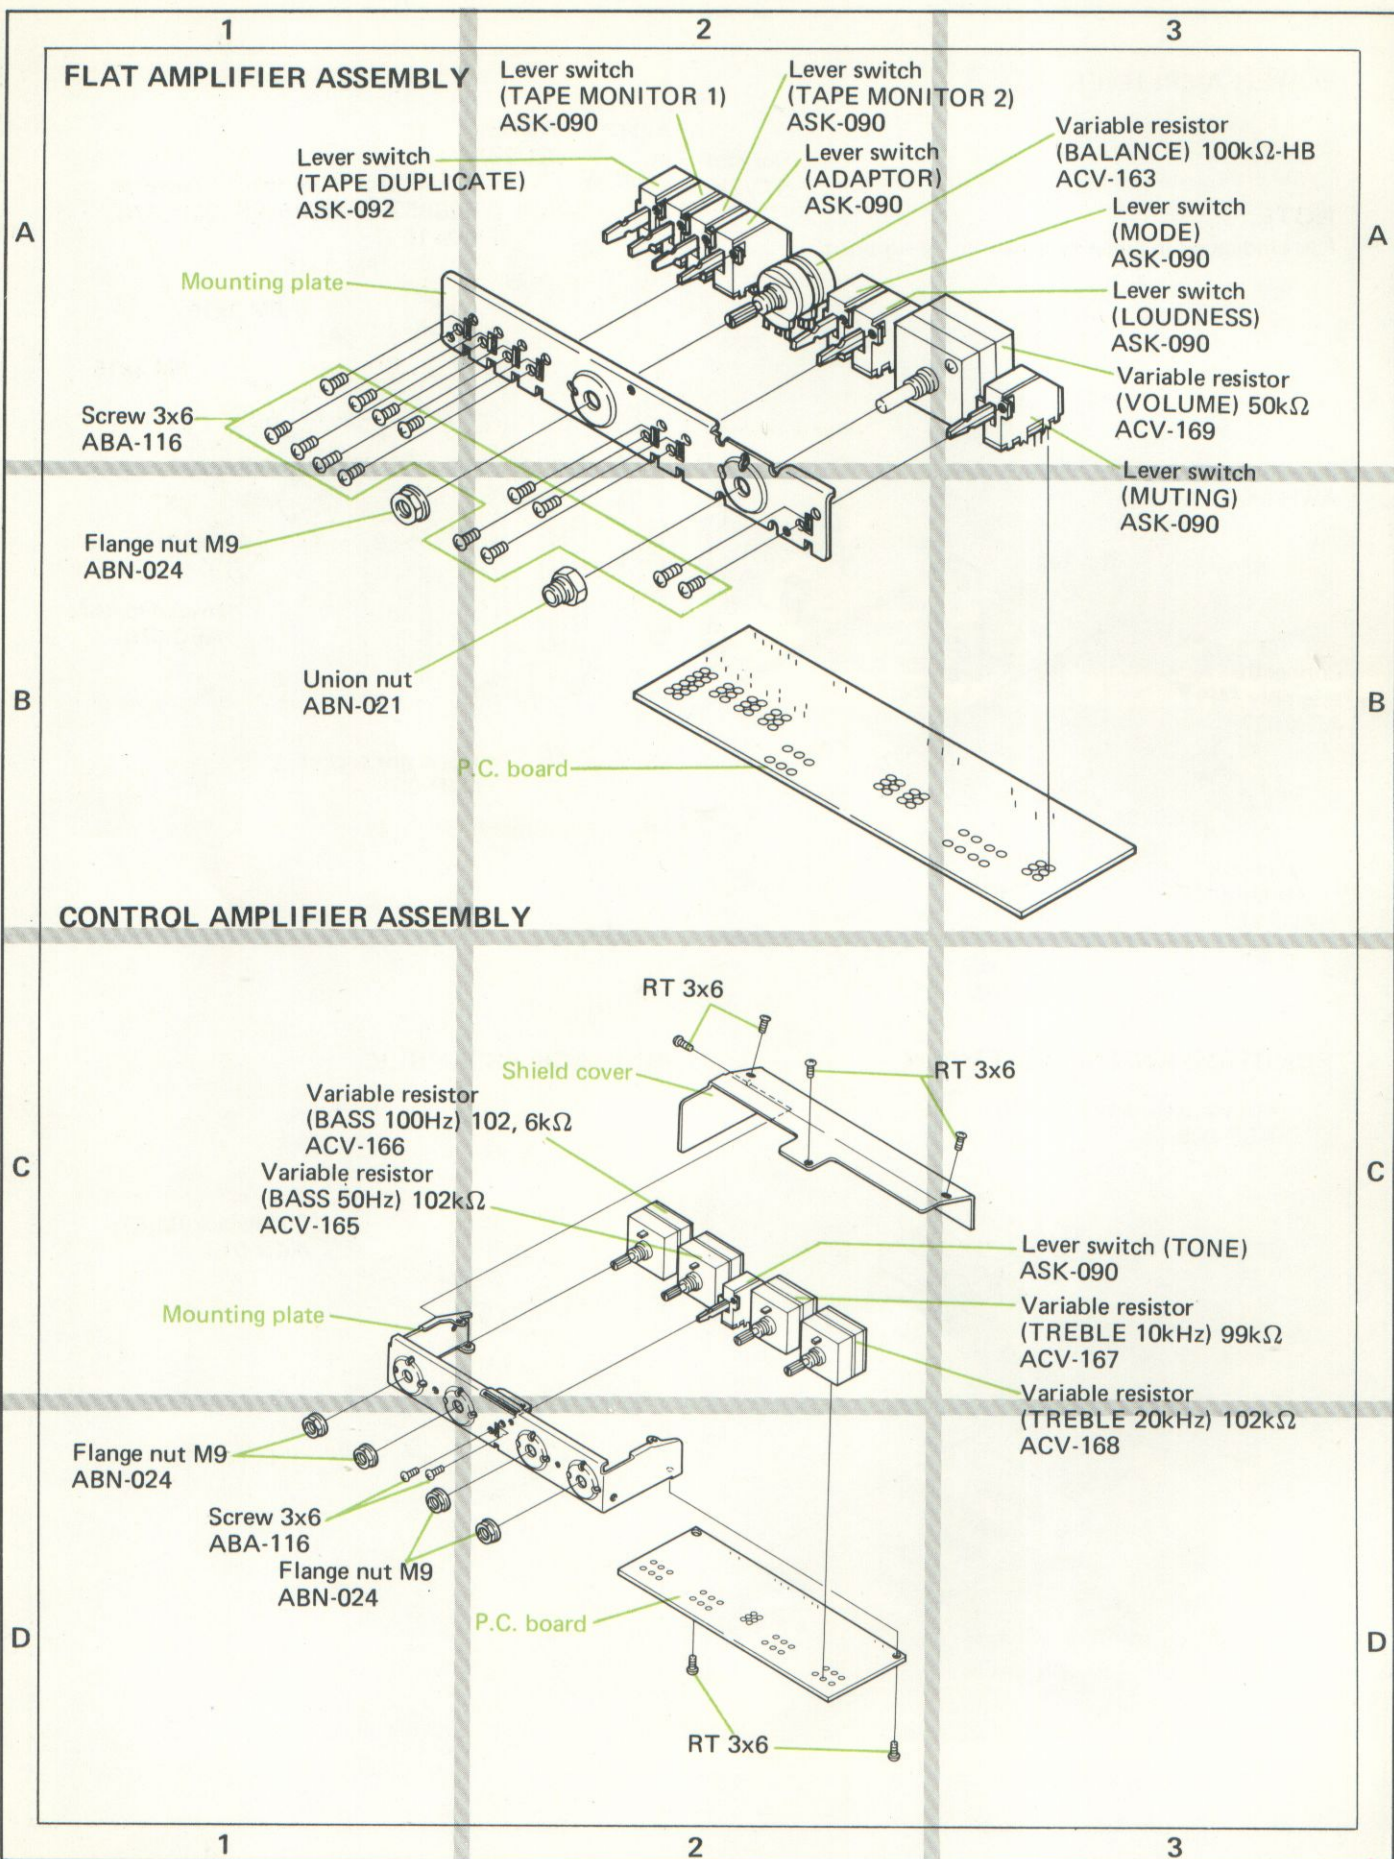 1 2 3
FLAT AMPLIFIER ASSEMBLY
Lever switch
(TAPE MONITOR 1)
ASK-090
Lever switch
(TAPE MONITOR 2)
ASK-090
Lever switch
(TAPE DUPLICATE)
ASK-092
Lever switch
(ADAPTOR)
ASK-090
Variable resistor
(BALANCE) 100kΩ-HB
ACV-163
Lever switch
(MODE)
ASK-090
A A
Mounting plate
Lever switch
(LOUDNESS)
ASK-090
Variable resistor
(VOLUME) 50kΩ
ACV-169
Screw 3x6
ABA-116
Lever switch
(MUTING)
ASK-090
Flange nut M9
ABN-024
Union nut
ABN-021
B B
P.C. board
CONTROL AMPLIFIER ASSEMBLY
RT 3x6
Shield cover
RT 3x6
Variable resistor
(BASS 100Hz) 102, 6kΩ
ACV-166
C C
Variable resistor
(BASS 50Hz) 102kΩ
ACV-165
Lever switch (TONE)
ASK-090
Mounting plate
Variable resistor
(TREBLE 10kHz) 99kΩ
ACV-167
Variable resistor
(TREBLE 20kHz) 102kΩ
ACV-168
Flange nut M9
ABN-024
Screw 3x6
ABA-116
Flange nut M9
ABN-024
P.C. board
D D
RT 3x6
1 2 3